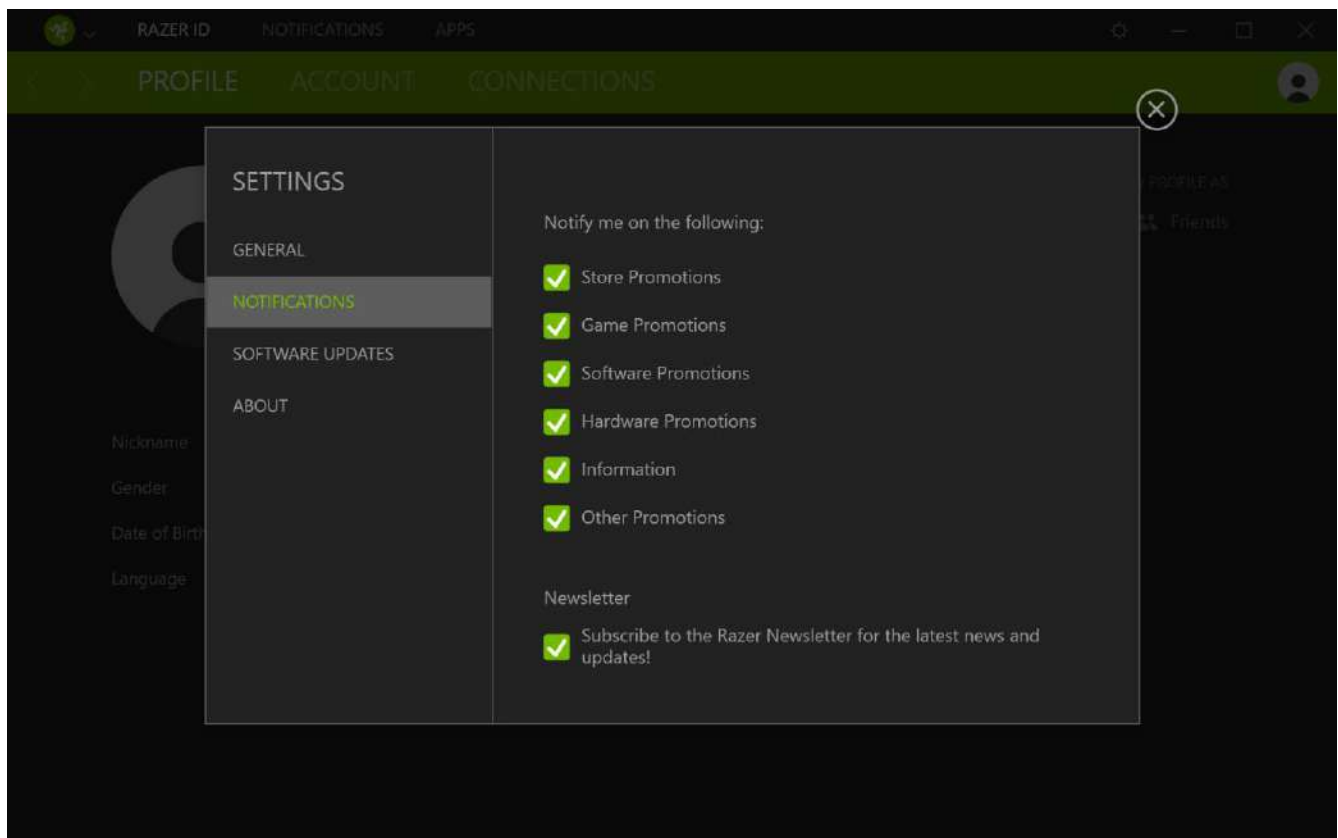 RAZER ID NOTIFICATIONS APPS
PROFILE ACCOUNT CONNECTIONS
SETTINGS
GENERAL
NOTIFICATIONS
SOFTWARE UPDATES
ABOUT
Notify me on the following:
Store Promotions
Game Promotions
Software Promotions
Hardware Promotions
Information
Other Promotions
Newsletter
Subscribe to the Razer Newsletter for the latest news and
updates!
PROFILE AS
Friends
Nickname
Gender
Date of Birth
Language